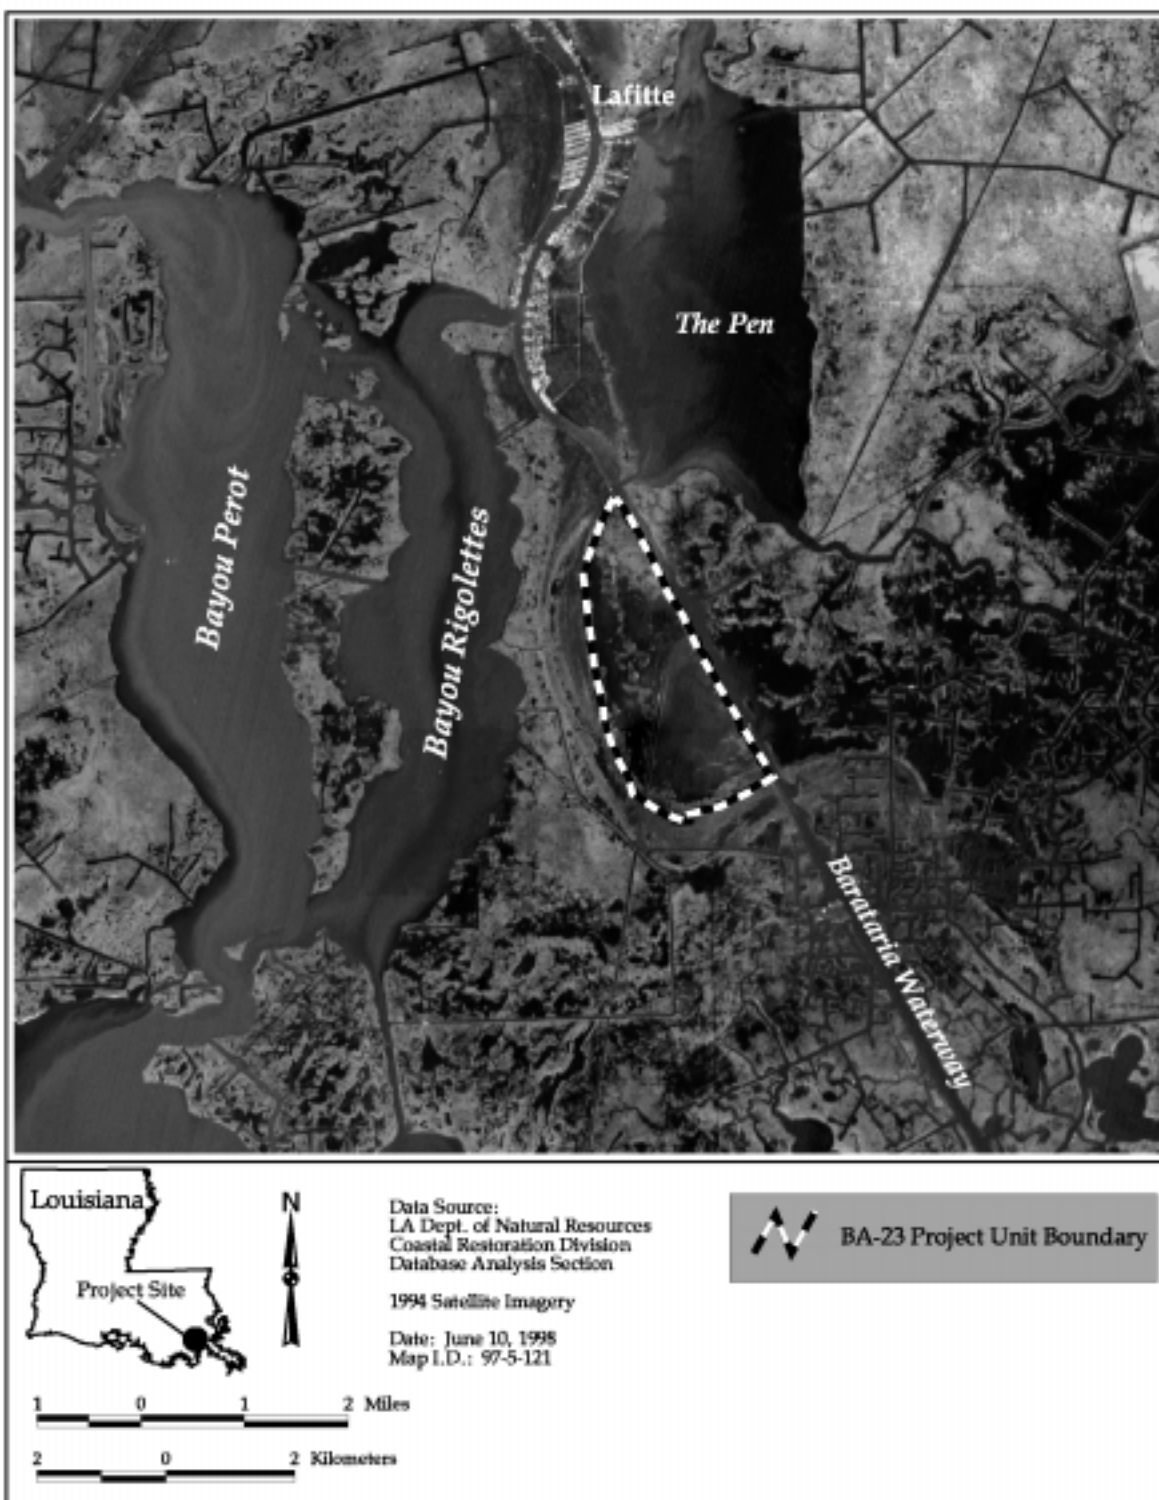 Lafitte
The Pen
Bayou Perot
Bayou Rigolettes
Barataria Waterway
Louisiana
Project Site
N
Data Source:
LA Dept. of Natural Resources
Coastal Restoration Division
Database Analysis Section
1994 Satellite Imagery
Date: June 10, 1998
Map I.D.: 97-5-121
BA-23 Project Unit Boundary
1 0 1 2 Miles
2 0 2 Kilometers